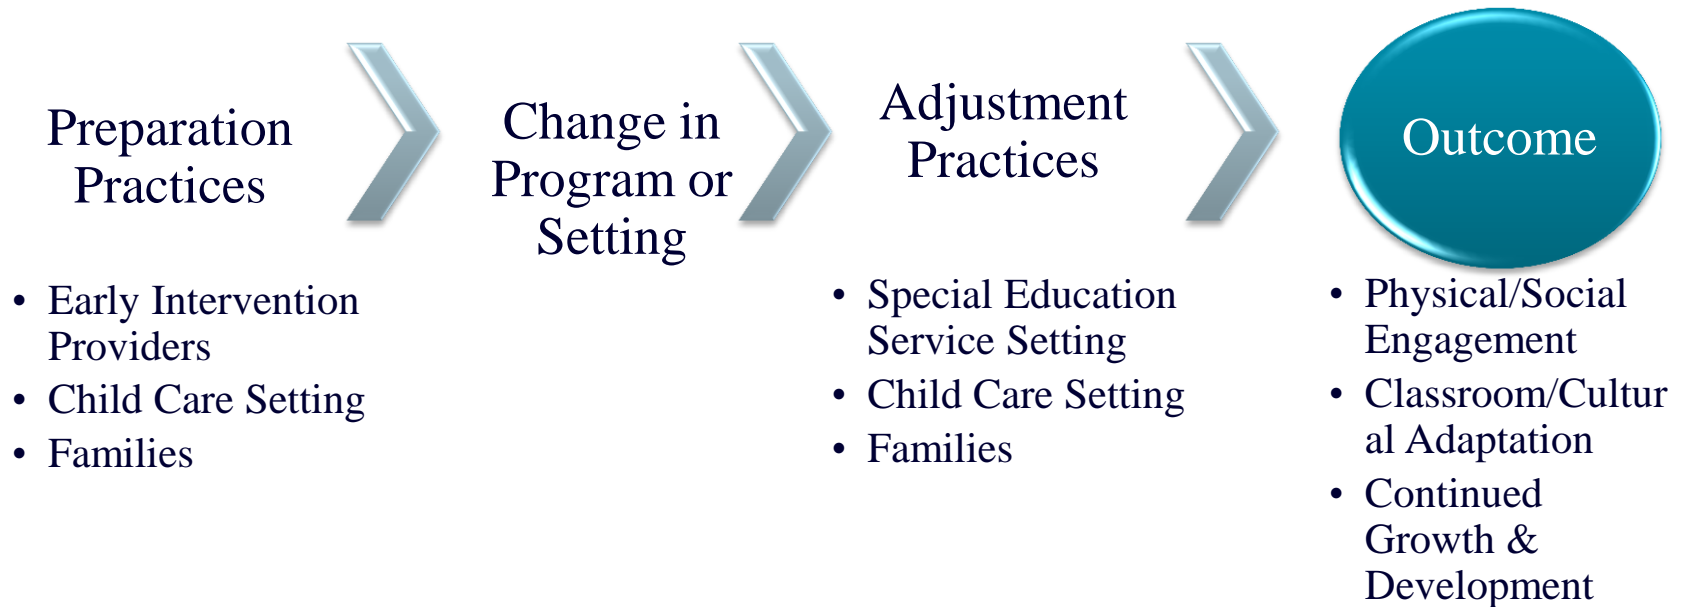 Preparation
Practices
• Early Intervention
Providers
• Child Care Setting
• Families
Change in
Program or
Setting
Adjustment
Practices
• Special Education
Service Setting
• Child Care Setting
• Families
Outcome
• Physical/Social
Engagement
• Classroom/Cultur
al Adaptation
• Continued
Growth &
Development